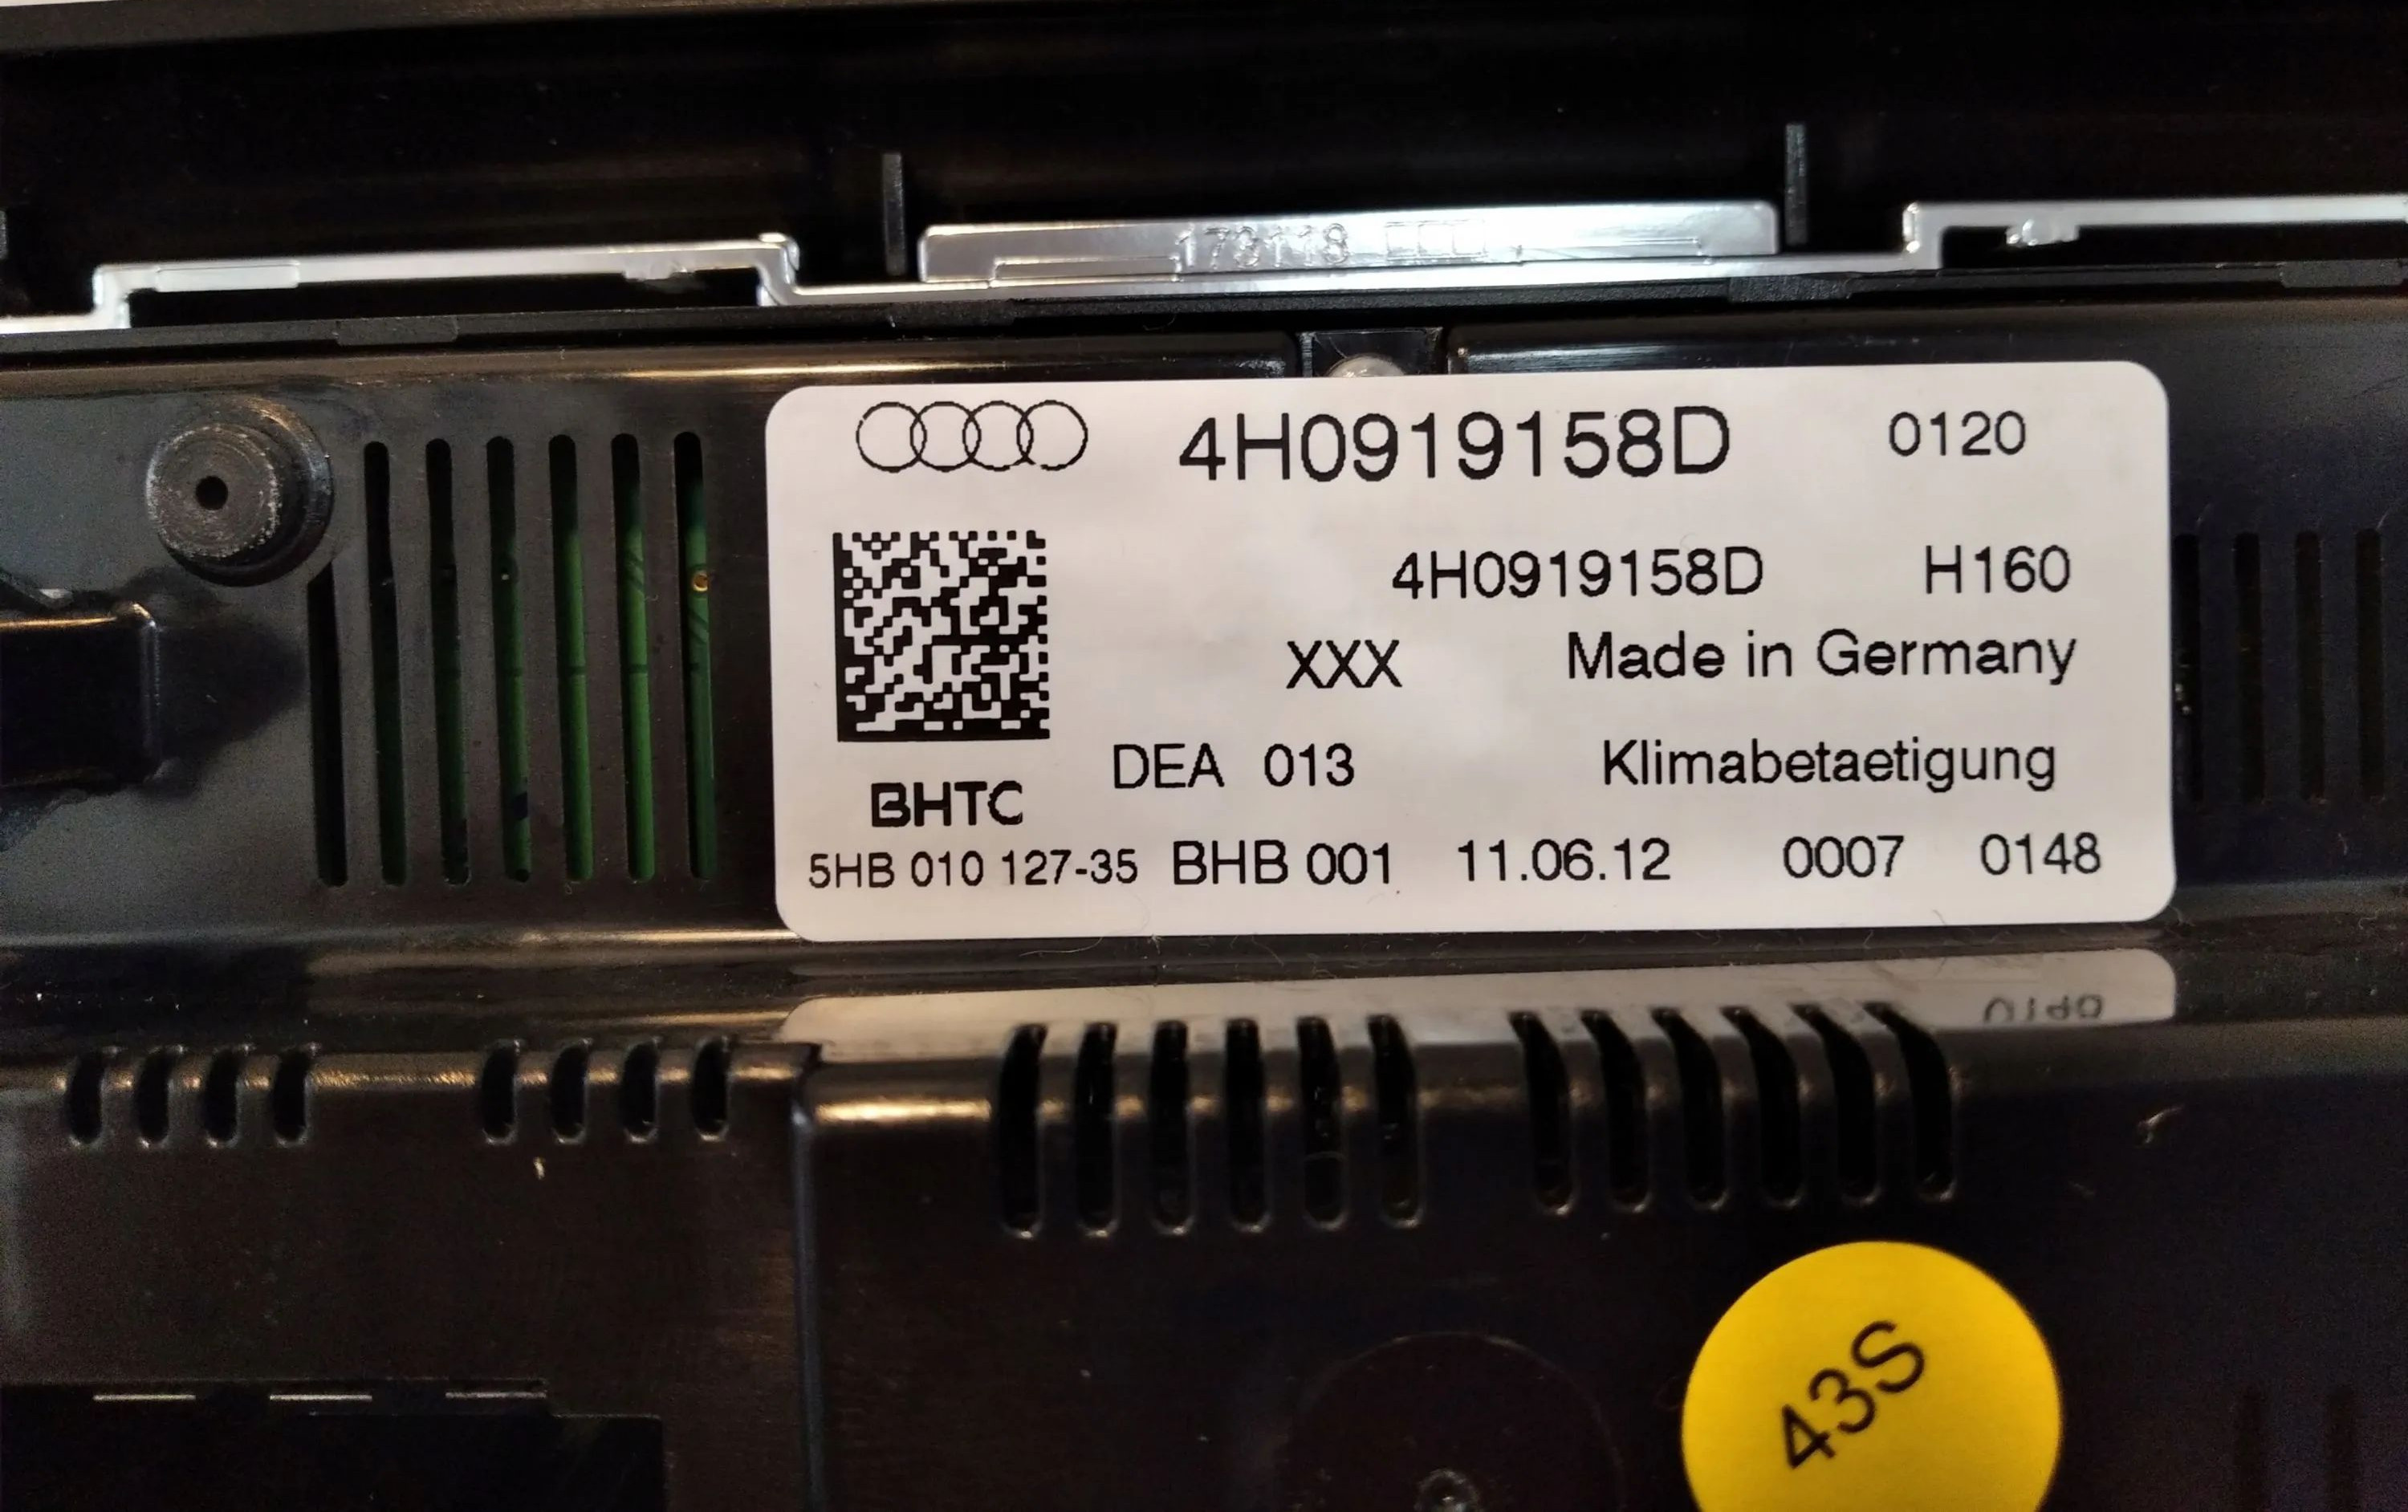 173118
4H0919158D 0120
4H0919158D H160
XXX Made in Germany
DEA 013 Klimabetaetigung
BHTC
5HB 010 127-35 BHB 001 11.06.12 0007 0148
43S